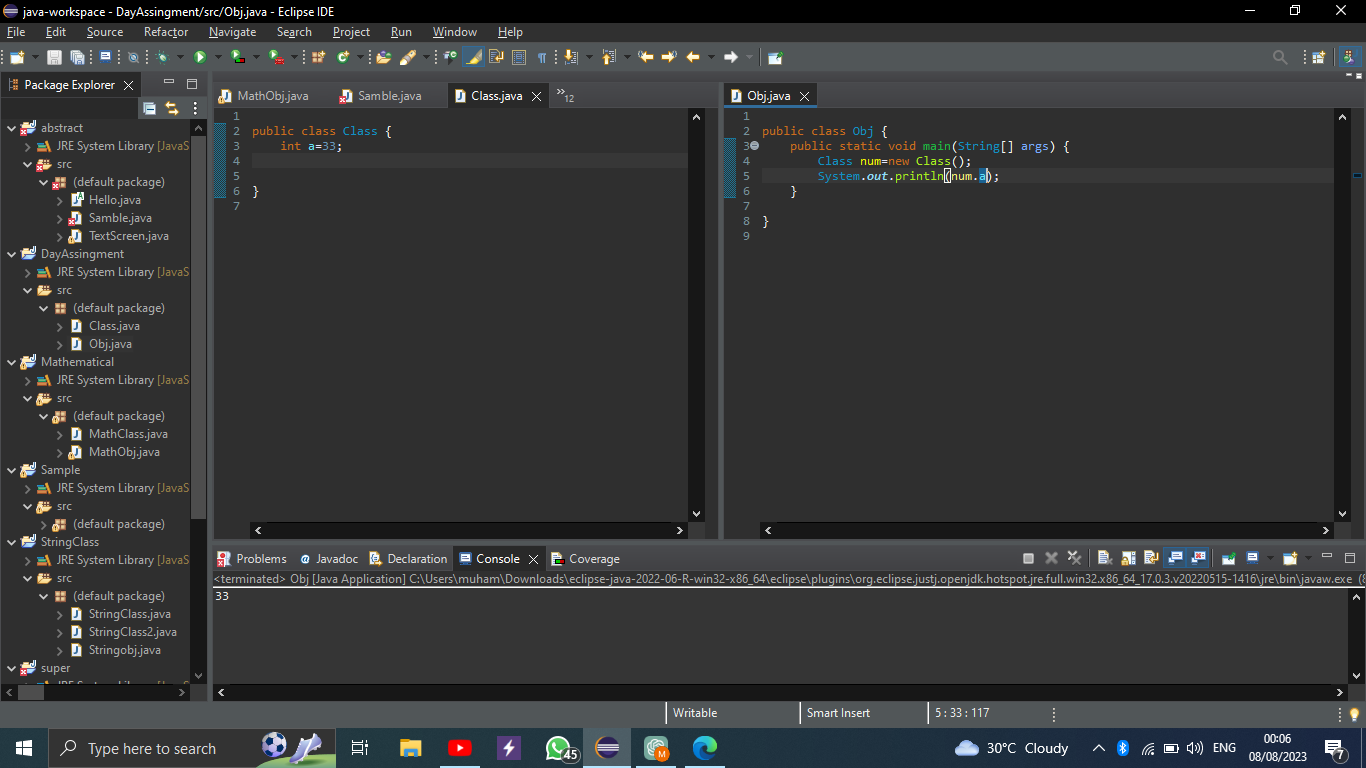 java-workspace - DayAssingment/src/Obj.java - Eclipse IDE
File Edit Source Refactor Navigate Search Project Run Window Help
Package Explorer
abstract
JRE System Library [JavaS
src
(default package)
Hello.java
Samble.java
TextScreen.java
DayAssingment
JRE System Library [JavaS
src
(default package)
Class.java
Obj.java
Mathematical
JRE System Library [JavaS
src
(default package)
MathClass.java
MathObj.java
Sample
JRE System Library [JavaS
src
(default package)
StringClass
JRE System Library [JavaS
src
(default package)
StringClass.java
StringClass2.java
Stringobj.java
super
MathObj.java Samble.java Class.java 12
1
2 public class Class {
3 int a=33;
4
5
6 }
7
Obj.java
1
2 public class Obj {
3 public static void main(String[] args) {
4 Class num=new Class();
5 System.out.println(num.a);
6 }
7
8 }
9
Problems Javadoc Declaration Console Coverage
<terminated> Obj [Java Application] C:\Users\muham\Downloads\eclipse-java-2022-06-R-win32-x86_64\eclipse\plugins\org.eclipse.justj.openjdk.hotspot.jre.full.win32.x86_64_17.0.3.v20220515-1416\jre\bin\javaw.exe (8
33
Writable Smart Insert 5 : 33 : 117
Type here to search 45 M 30°C Cloudy ENG 00:06
08/08/2023 7